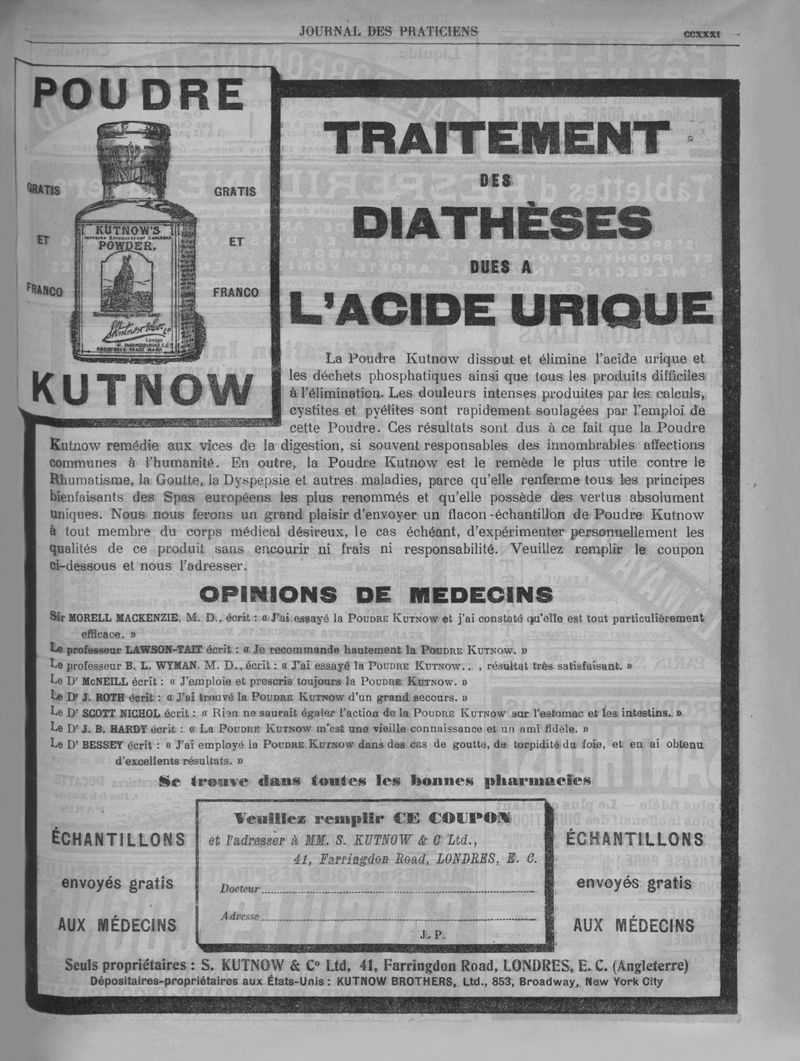 JOURNAL DES PRATICIENS
CCXXXI
POUDRE
GRATIS
ET
FRANCO
KUTNOW'S
IMPROVED EFFERVESCENT CARLSBAD
POWDER.
London
REGISTERED TRADE MARK
GRATIS
ET
FRANCO
KUTNOW
TRAITEMENT
DES
DIATHÈSES
DUES A
L'ACIDE URIQUE
La Poudre Kutnow dissout et élimine l'acide urique et
les déchets phosphatiques ainsi que tous les produits difficiles
à l'élimination. Les douleurs intenses produites par les calculs,
cystites et pyélites sont rapidement soulagées par l'emploi de
cette Poudre. Ces résultats sont dus à ce fait que la Poudre
Kutnow remédie aux vices de la digestion, si souvent responsables des innombrables affections
communes à l'humanité. En outre, la Poudre Kutnow est le remède le plus utile contre le
Rhumatisme, la Goutte, la Dyspepsie et autres maladies, parce qu'elle renferme tous les principes
bienfaisants des Spas européens les plus renommés et qu'elle possède des vertus absolument
uniques. Nous nous ferons un grand plaisir d'envoyer un flacon-échantillon de Poudre Kutnow
à tout membre du corps médical désireux, le cas échéant, d'expérimenter personnellement les
qualités de ce produit sans encourir ni frais ni responsabilité. Veuillez remplir le coupon
ci-dessous et nous l'adresser.
OPINIONS DE MEDECINS
Sir MORELL MACKENZIE, M. D., écrit : « J'ai essayé la POUDRE KUTNOW et j'ai constaté qu'elle est tout particulièrement
efficace. »
Le professeur LAWSON-TAIT écrit : « Je recommande hautement la POUDRE KUTNOW. »
Le professeur B. L. WYMAN, M. D., écrit : « J'ai essayé la POUDRE KUTNOW... , résultat très satisfaisant. »
Le Dr McNEILL écrit : « J'emploie et prescris toujours la POUDRE KUTNOW. »
Le Dr J. ROTH écrit : « J'ai trouvé la POUDRE KUTNOW d'un grand secours. »
Le Dr SCOTT NICHOL écrit : « Rien ne saurait égaler l'action de la POUDRE KUTNOW sur l'estomac et les intestins. »
Le Dr J. B. HARDY écrit : « La POUDRE KUTNOW m'est une vieille connaissance et un ami fidèle. »
Le Dr BESSEY écrit : « J'ai employé la POUDRE KUTNOW dans des cas de goutte, de torpidité du foie, et en ai obtenu
d'excellents résultats. »
Se trouve dans toutes les bonnes pharmacies
ÉCHANTILLONS
envoyés gratis
AUX MÉDECINS
Veuillez remplir CE COUPON
et l'adresser à MM. S. KUTNOW & C Ltd.,
41, Farringdon Road, LONDRES, E. C.
Docteur
Adresse
J. P.
ÉCHANTILLONS
envoyés gratis
AUX MÉDECINS
Seuls propriétaires : S. KUTNOW & Co Ltd, 41, Farringdon Road, LONDRES, E. C. (Angleterre)
Dépositaires-propriétaires aux États-Unis : KUTNOW BROTHERS, Ltd., 853, Broadway, New York City